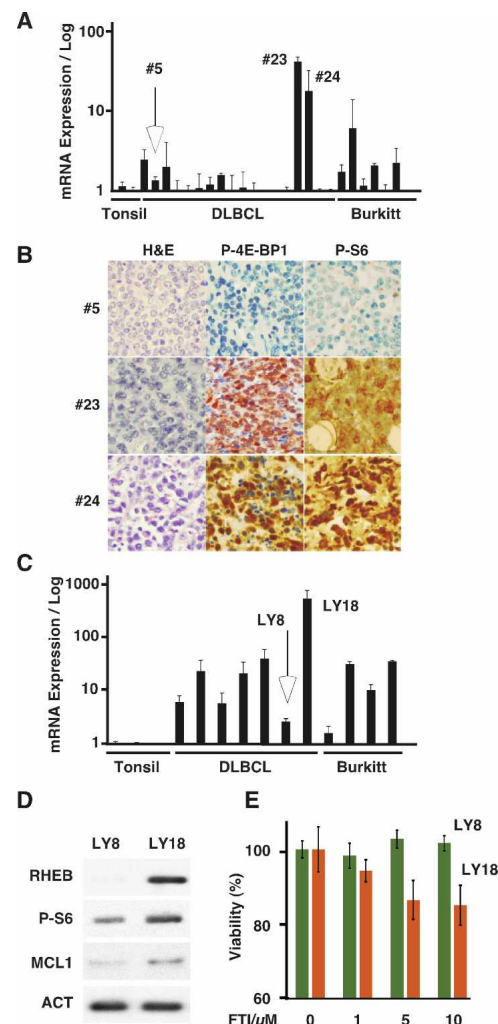 A
mRNA Expression / Log
100
10
1
#5
#23
#24
Tonsil DLBCL Burkitt
B
H&E P-4E-BP1 P-S6
#5
#23
#24
C
mRNA Expression / Log
1000
100
10
1
LY8 LY18
Tonsil DLBCL Burkitt
D
LY8 LY18
RHEB
P-S6
MCL1
ACT
E
Viability (%)
100
80
60
LY8
LY18
FTI/µM 0 1 5 10